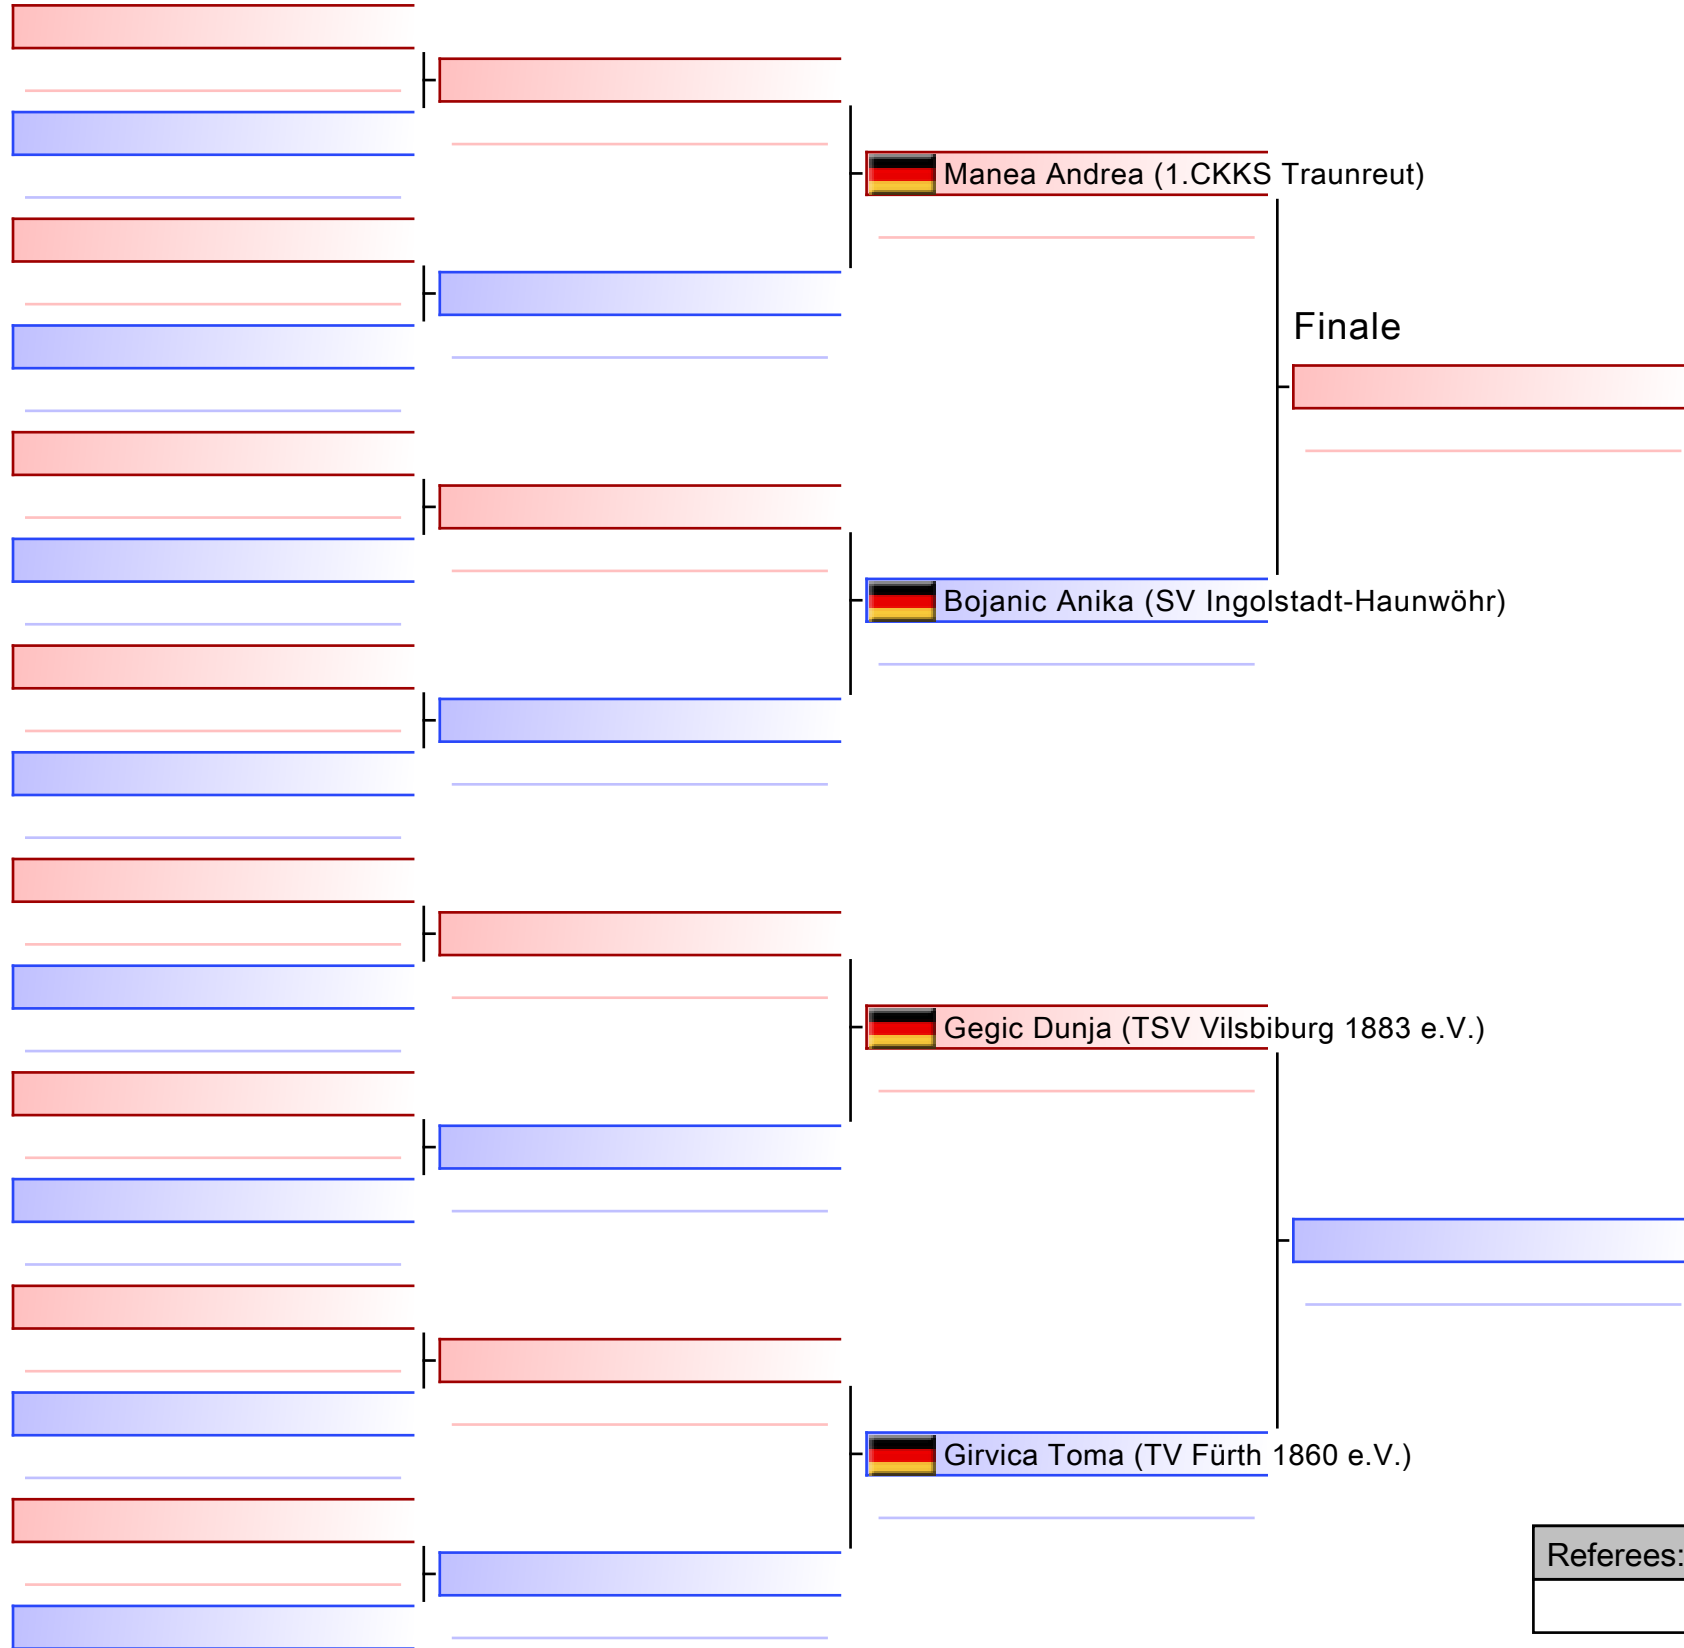 Manea Andrea (1.CKKS Traunreut)
Finale
Bojanic Anika (SV Ingolstadt-Haunwöhr)
Gegic Dunja (TSV Vilsbiburg 1883 e.V.)
Girvica Toma (TV Fürth 1860 e.V.)
Referees: